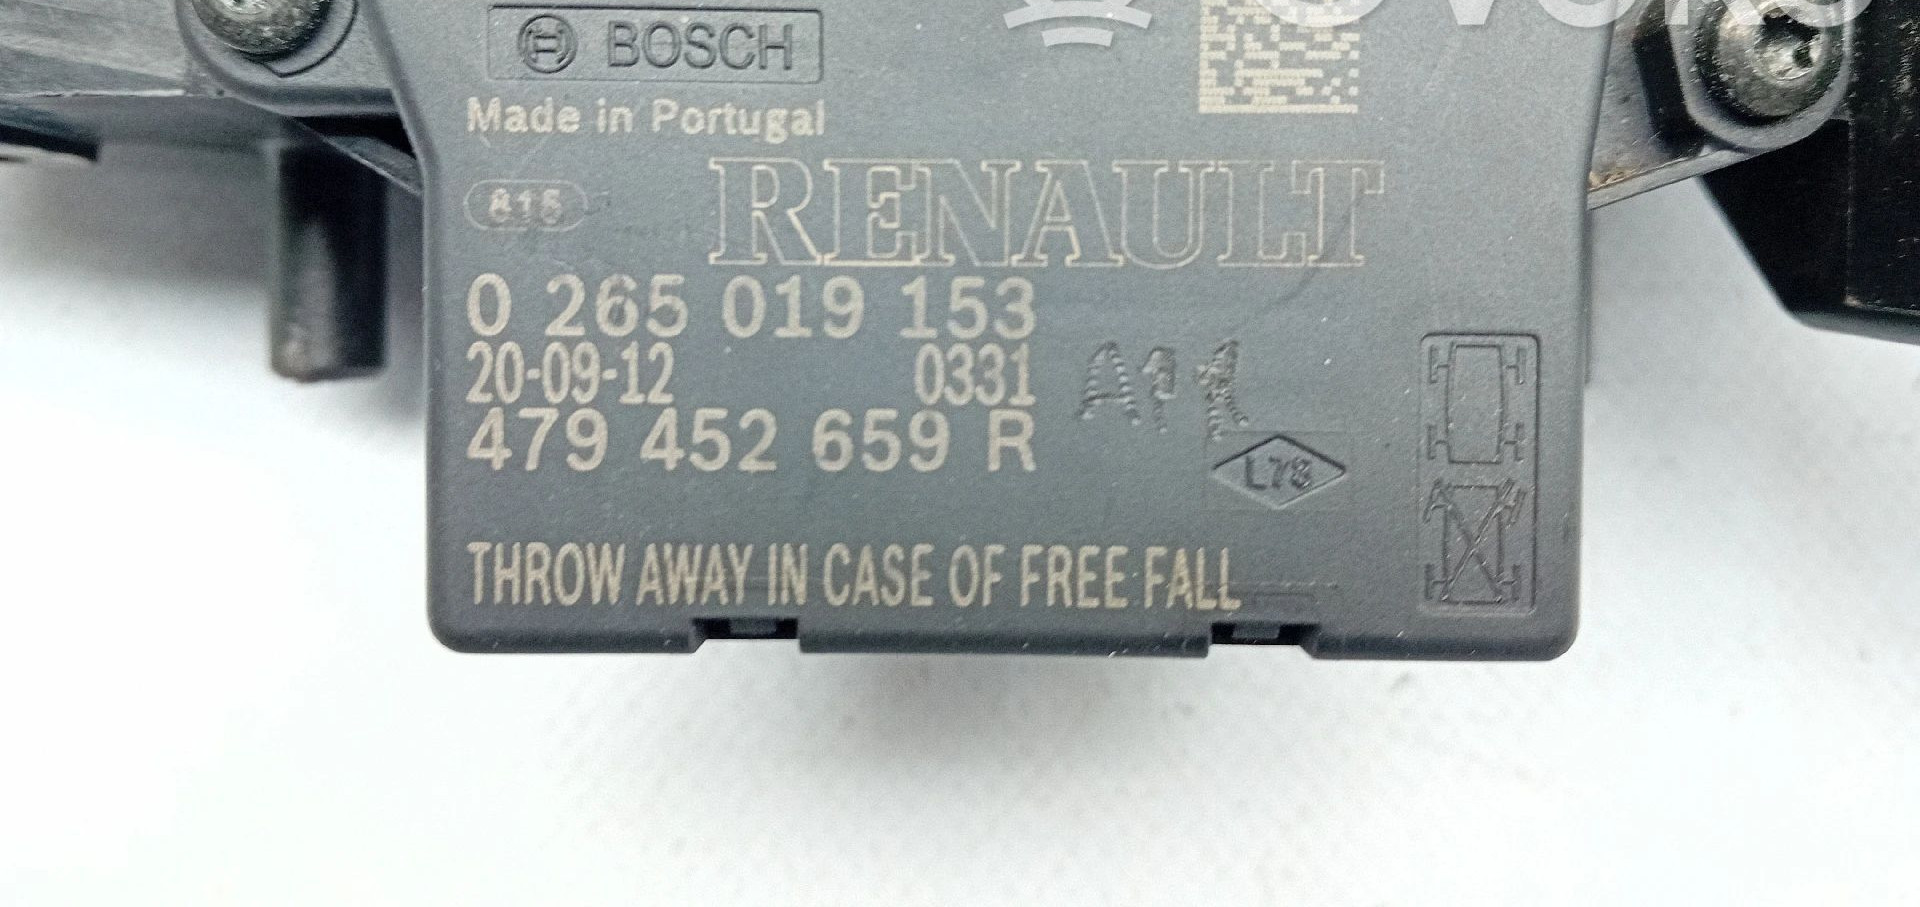 BOSCH
Made in Portugal
815
RENAULT
0 265 019 153
20-09-12 0331
479 452 659 R
L78
THROW AWAY IN CASE OF FREE FALL